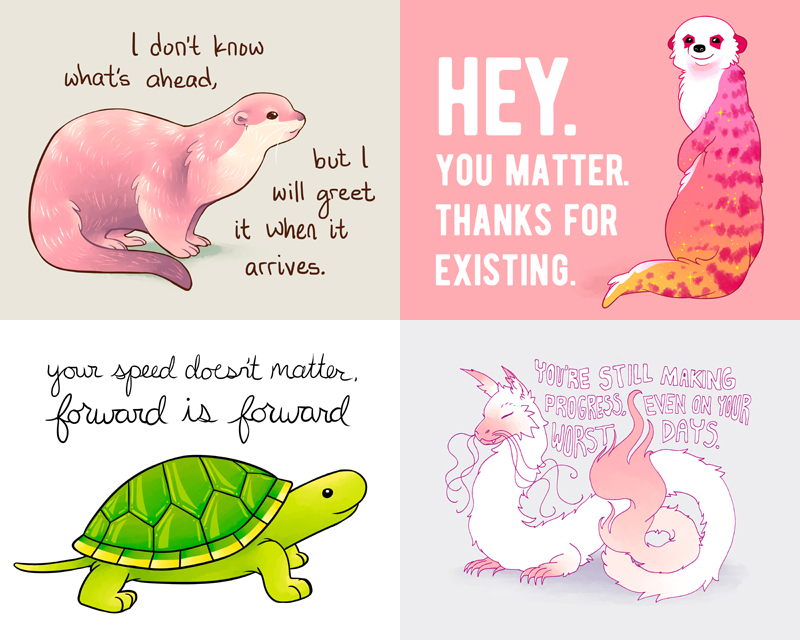 I don't know
what's ahead,
but I
will greet
it when it
arrives.
HEY.
YOU MATTER.
THANKS FOR
EXISTING.
your speed doesn't matter,
forward is forward
YOU'RE STILL MAKING
PROGRESS, EVEN ON YOUR
WORST DAYS.